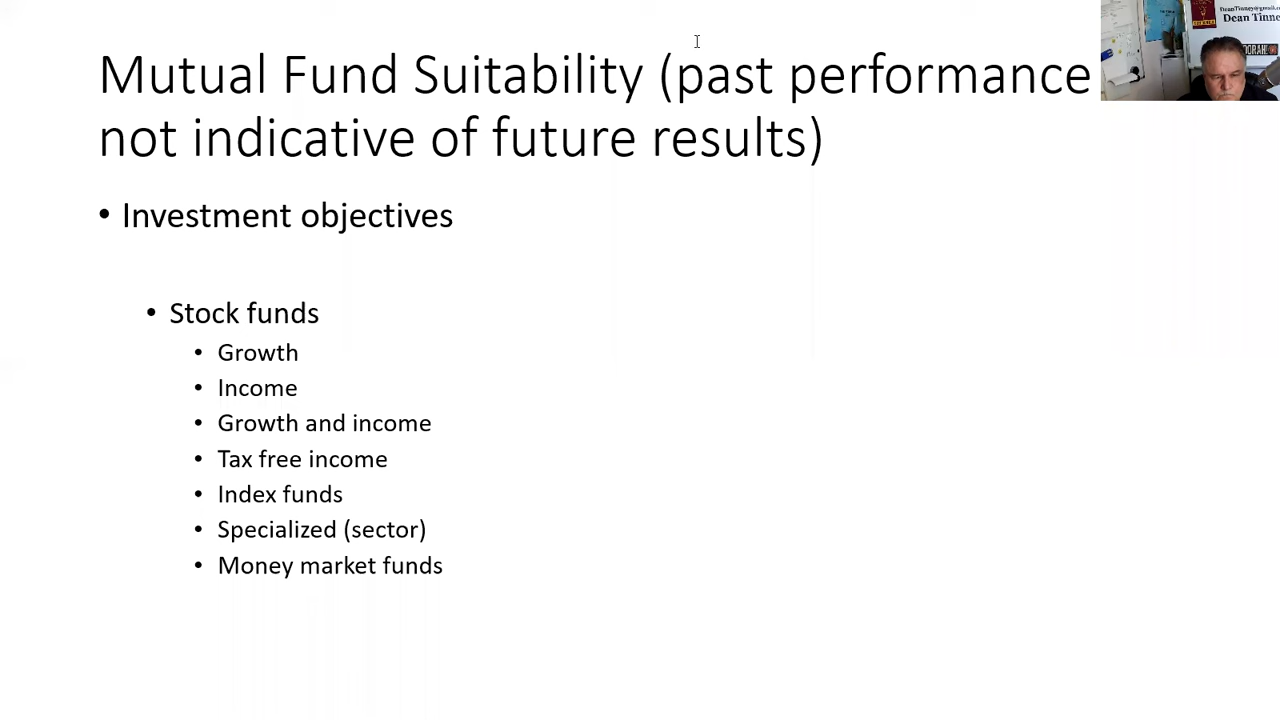 Mutual Fund Suitability (past performance
not indicative of future results)
• Investment objectives
• Stock funds
• Growth
• Income
• Growth and income
• Tax free income
• Index funds
• Specialized (sector)
• Money market funds
Dean